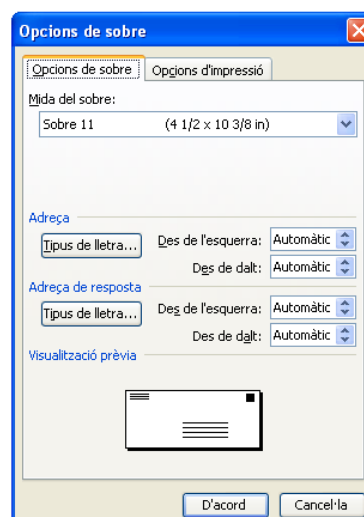 Opcions de sobre
Opcions de sobre Opcions d'impressió
Mida del sobre:
Sobre 11 (4 1/2 x 10 3/8 in)
Adreça
Tipus de lletra... Des de l'esquerra: Automàtic
Des de dalt: Automàtic
Adreça de resposta
Tipus de lletra... Des de l'esquerra: Automàtic
Des de dalt: Automàtic
Visualització prèvia
D'acord Cancel·la